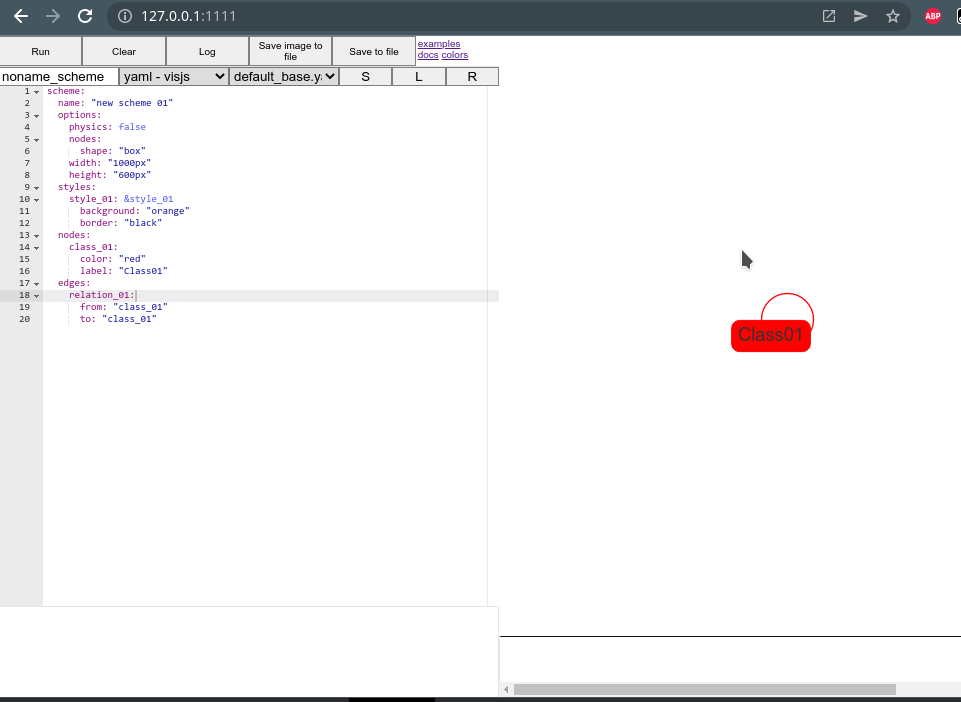 127.0.0.1:1111
ABP
Run Clear Log Save image to file Save to file examples docs colors
noname_scheme yaml - visjs default_base.y S L R
1 scheme:
2 name: "new scheme 01"
3 options:
4 physics: false
5 nodes:
6 shape: "box"
7 width: "1000px"
8 height: "600px"
9 styles:
10 style_01: &style_01
11 background: "orange"
12 border: "black"
13 nodes:
14 class_01:
15 color: "red"
16 label: "Class01"
17 edges:
18 relation_01:
19 from: "class_01"
20 to: "class_01"
Class01